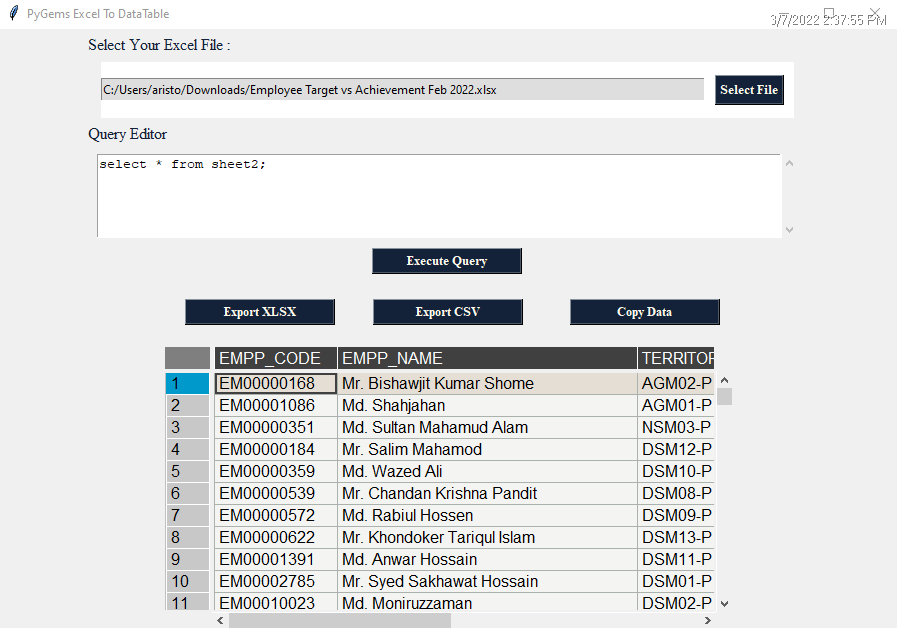 PyGems Excel To DataTable
3/7/2022 2:37:55 PM
Select Your Excel File :
C:/Users/aristo/Downloads/Employee Target vs Achievement Feb 2022.xlsx
Select File
Query Editor
select * from sheet2;
Execute Query
Export XLSX Export CSV Copy Data
EMPP_CODE EMPP_NAME TERRITOR
1 EM00000168 Mr. Bishawjit Kumar Shome AGM02-P
2 EM00001086 Md. Shahjahan AGM01-P
3 EM00000351 Md. Sultan Mahamud Alam NSM03-P
4 EM00000184 Mr. Salim Mahamod DSM12-P
5 EM00000359 Md. Wazed Ali DSM10-P
6 EM00000539 Mr. Chandan Krishna Pandit DSM08-P
7 EM00000572 Md. Rabiul Hossen DSM09-P
8 EM00000622 Mr. Khondoker Tariqul Islam DSM13-P
9 EM00001391 Md. Anwar Hossain DSM11-P
10 EM00002785 Mr. Syed Sakhawat Hossain DSM01-P
11 EM00010023 Md. Moniruzzaman DSM02-P